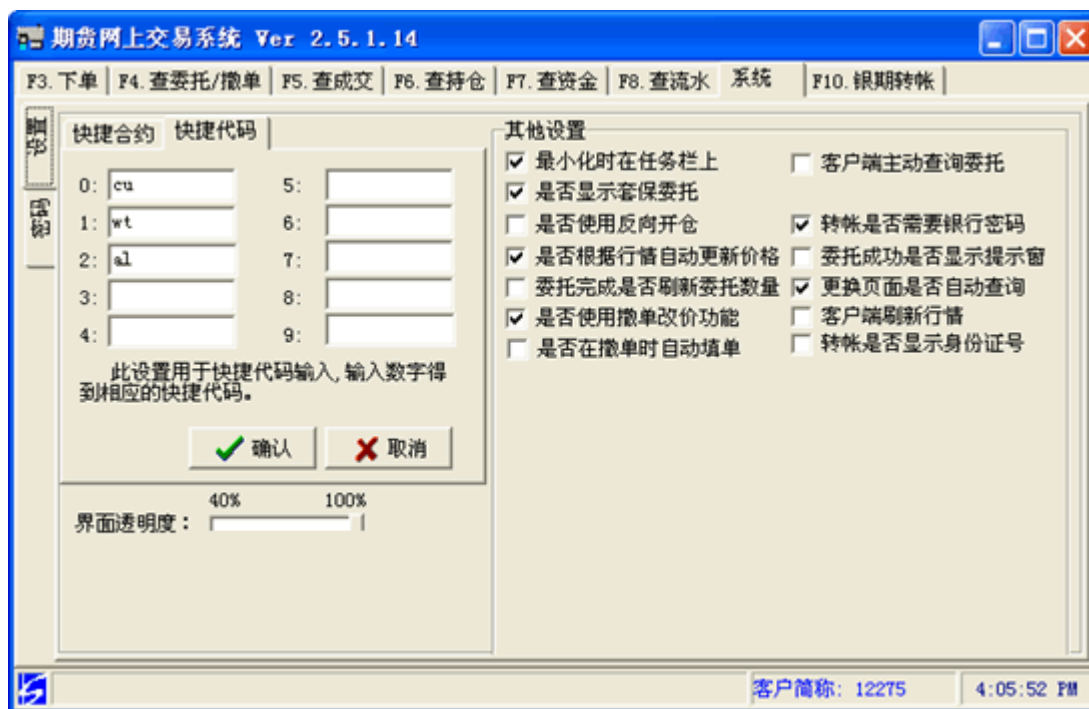 期货网上交易系统 Ver 2.5.1.14
F3.下单 F4.查委托/撤单 F5.查成交 F6.查持仓 F7.查资金 F8.查流水 系统 F10.银期转帐
设置
密码
快捷合约 快捷代码
0: cu 5:
1: wt 6:
2: al 7:
3: 8:
4: 9:
此设置用于快捷代码输入,输入数字得
到相应的快捷代码。
确认 取消
40% 100%
界面透明度：
其他设置
最小化时在任务栏上 客户端主动查询委托
是否显示套保委托
是否使用反向开仓 转帐是否需要银行密码
是否根据行情自动更新价格 委托成功是否显示提示窗
委托完成是否刷新委托数量 更换页面是否自动查询
是否使用撤单改价功能 客户端刷新行情
是否在撤单时自动填单 转帐是否显示身份证号
客户简称: 12275 4:05:52 PM